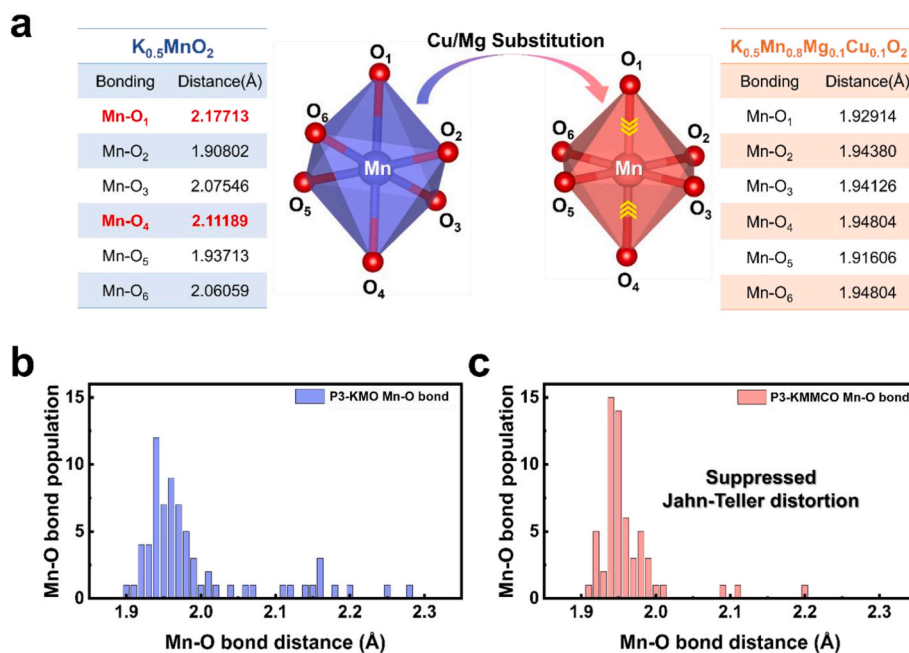 a
K0.5MnO2
Bonding Distance(Å)
Mn-O1 2.17713
Mn-O2 1.90802
Mn-O3 2.07546
Mn-O4 2.11189
Mn-O5 1.93713
Mn-O6 2.06059
Cu/Mg Substitution
O1
O6
O2
Mn
O5
O3
O4
O1
O6
O2
Mn
O5
O3
O4
K0.5Mn0.8Mg0.1Cu0.1O2
Bonding Distance(Å)
Mn-O1 1.92914
Mn-O2 1.94380
Mn-O3 1.94126
Mn-O4 1.94804
Mn-O5 1.91606
Mn-O6 1.94804
b
P3-KMO Mn-O bond
Mn-O bond population
15
10
5
0
1.9 2.0 2.1 2.2 2.3
Mn-O bond distance (Å)
c
P3-KMMCO Mn-O bond
Suppressed
Jahn-Teller distortion
Mn-O bond population
15
10
5
0
1.9 2.0 2.1 2.2 2.3
Mn-O bond distance (Å)